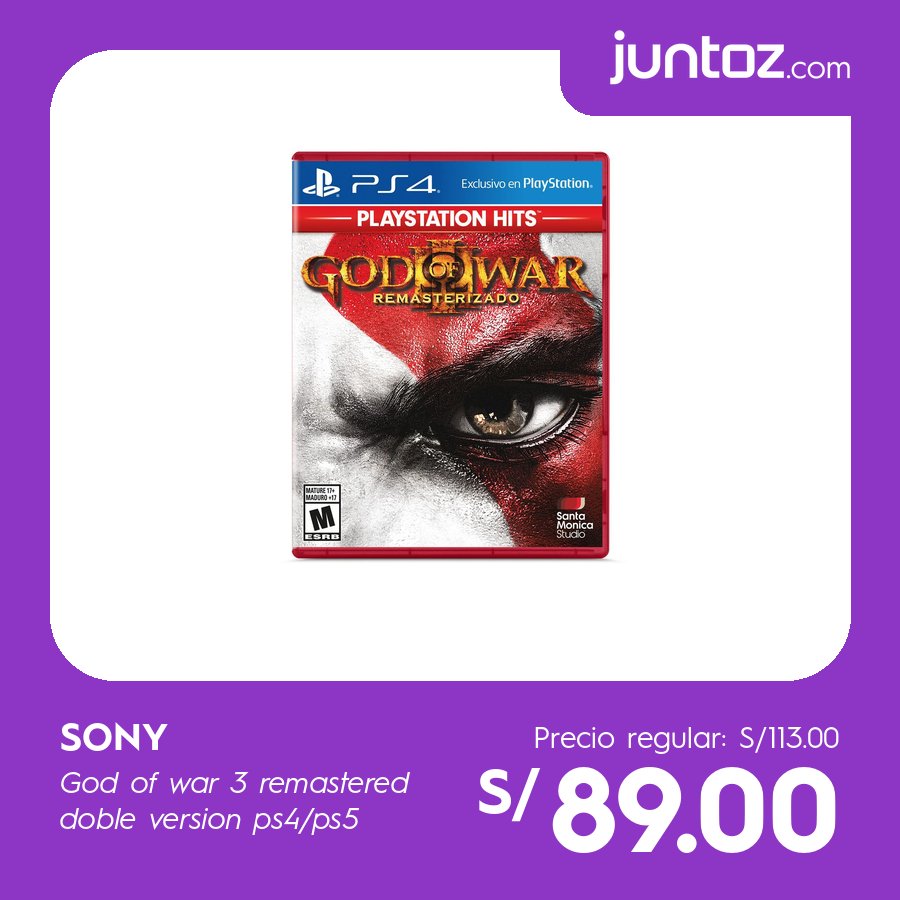 juntoz.com
PS4 Exclusivo en PlayStation
PLAYSTATION HITS
GOD OF WAR III
REMASTERIZADO
MATURE 17+
MADURO +17
M
ESRB
Santa
Monica
Studio
SONY
God of war 3 remastered
doble version ps4/ps5
Precio regular: S/113.00
S/89.00